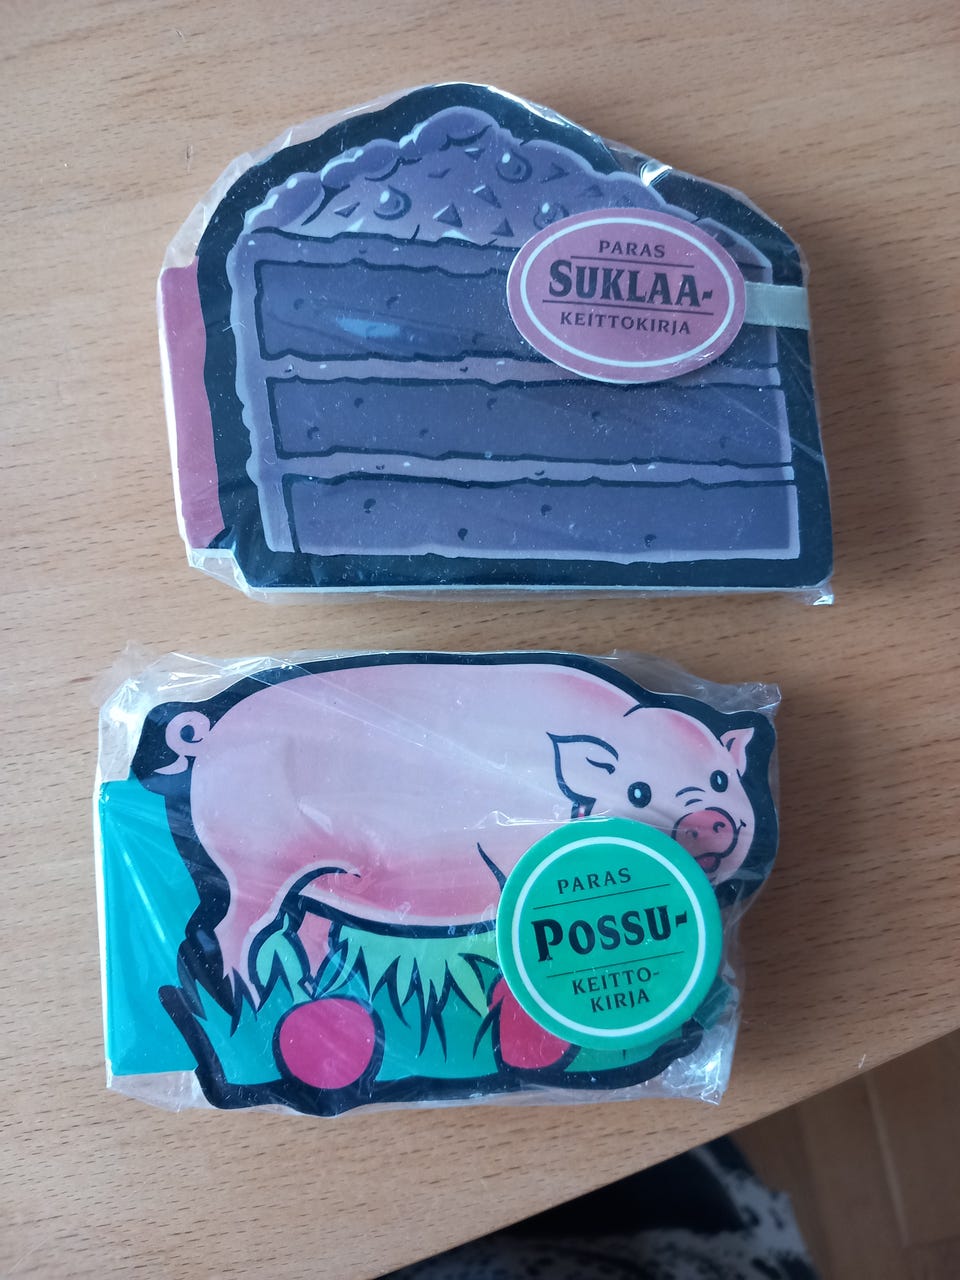 PARAS
SUKLAA-
KEITTOKIRJA
PARAS
POSSU-
KEITTO-
KIRJA